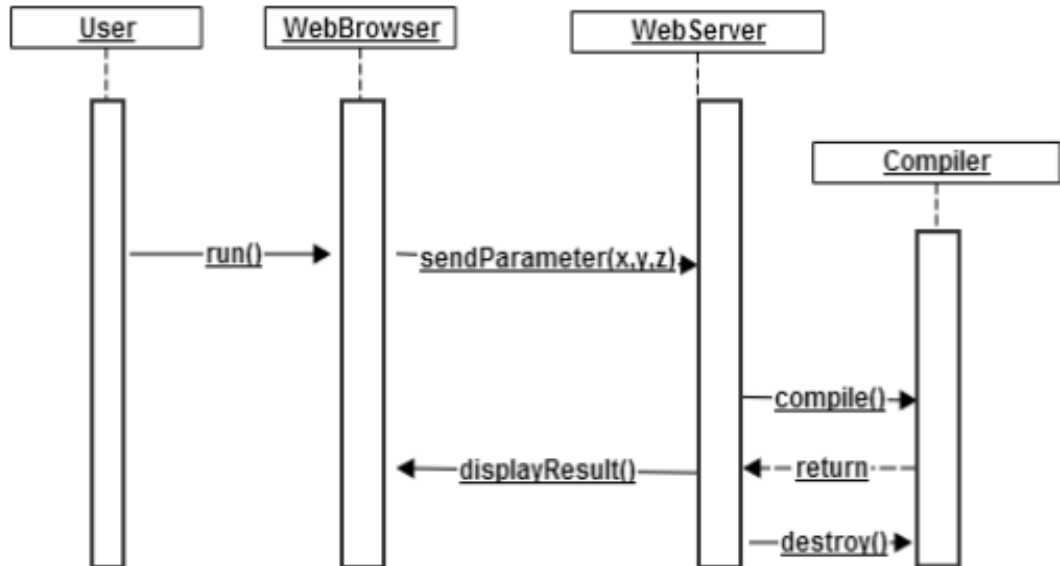 User
WebBrowser
WebServer
Compiler
run()
sendParameter(x,y,z)
compile()
displayResult()
return
destroy()